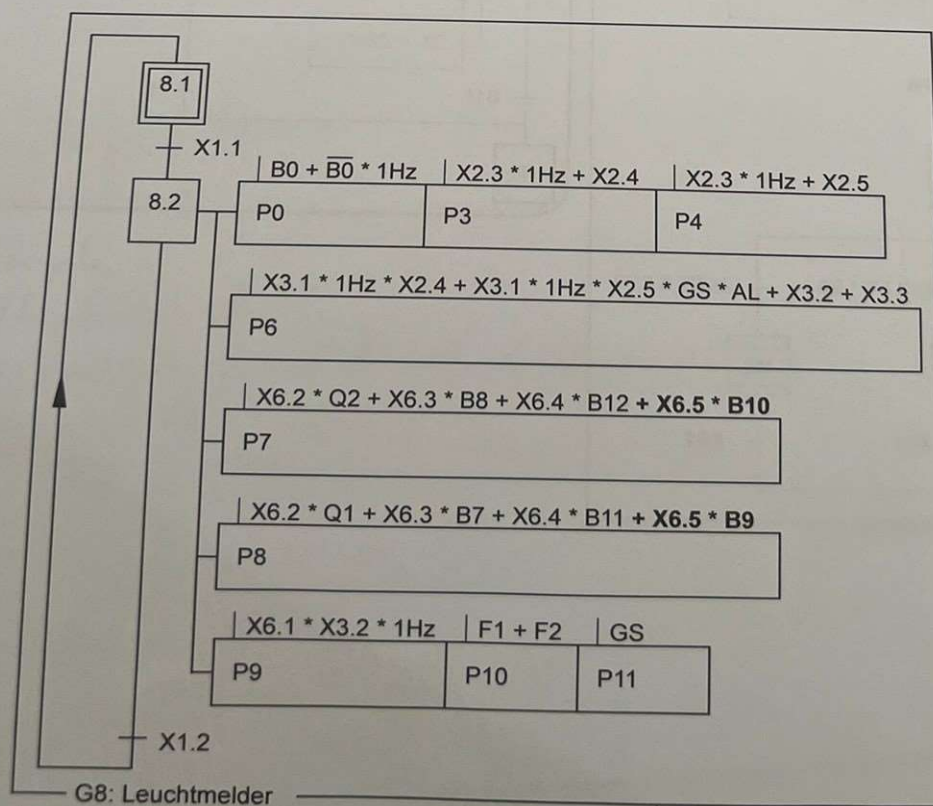 8.1
X1.1
B0 + B̅0̅ * 1Hz
X2.3 * 1Hz + X2.4
X2.3 * 1Hz + X2.5
8.2
P0
P3
P4
X3.1 * 1Hz * X2.4 + X3.1 * 1Hz * X2.5 * GS * AL + X3.2 + X3.3
P6
X6.2 * Q2 + X6.3 * B8 + X6.4 * B12 + X6.5 * B10
P7
X6.2 * Q1 + X6.3 * B7 + X6.4 * B11 + X6.5 * B9
P8
X6.1 * X3.2 * 1Hz
F1 + F2
GS
P9
P10
P11
X1.2
G8: Leuchtmelder